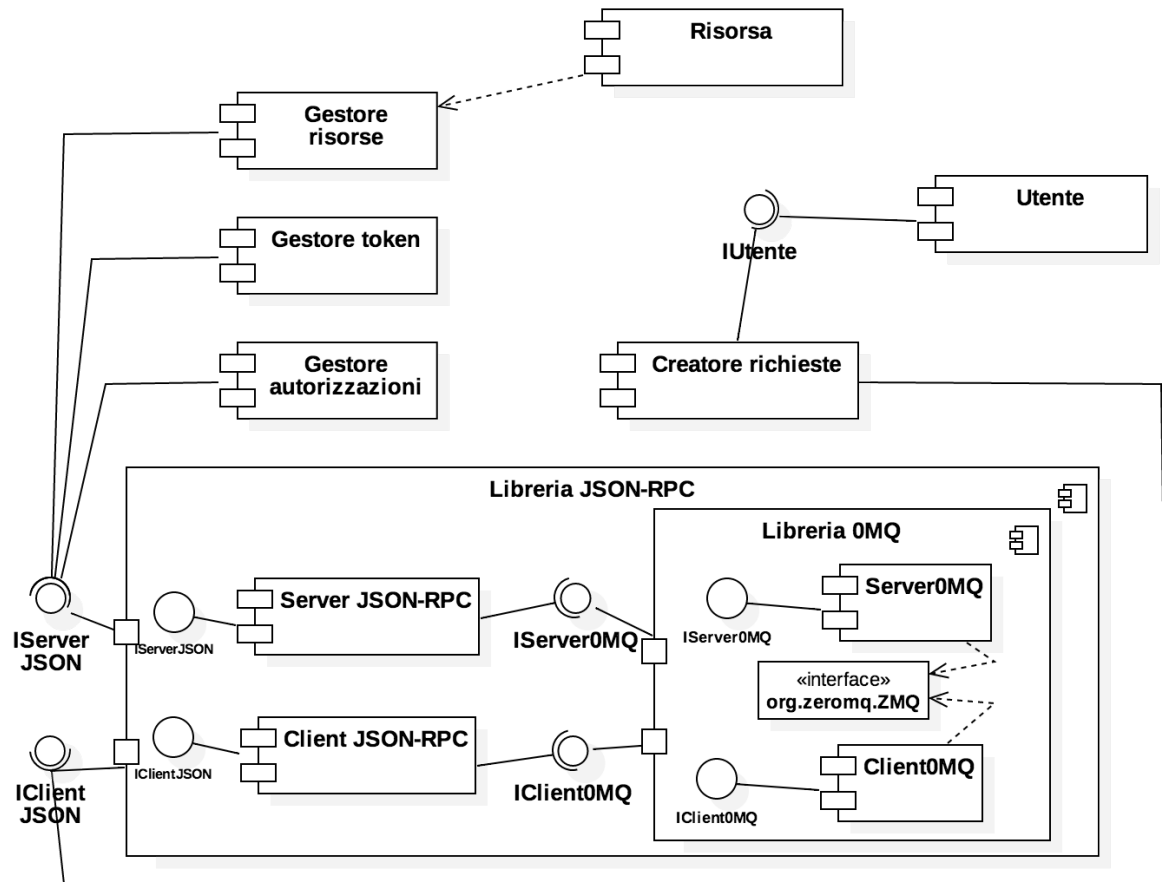 Risorsa
Gestore
risorse
Utente
IUtente
Gestore token
Gestore
autorizzazioni
Creatore richieste
Libreria JSON-RPC
Libreria 0MQ
Server JSON-RPC
Server0MQ
IServer
JSON
IServerJSON
IServer0MQ
IServer0MQ
«interface»
org.zeromq.ZMQ
Client JSON-RPC
Client0MQ
IClient
JSON
IClientJSON
IClient0MQ
IClient0MQ